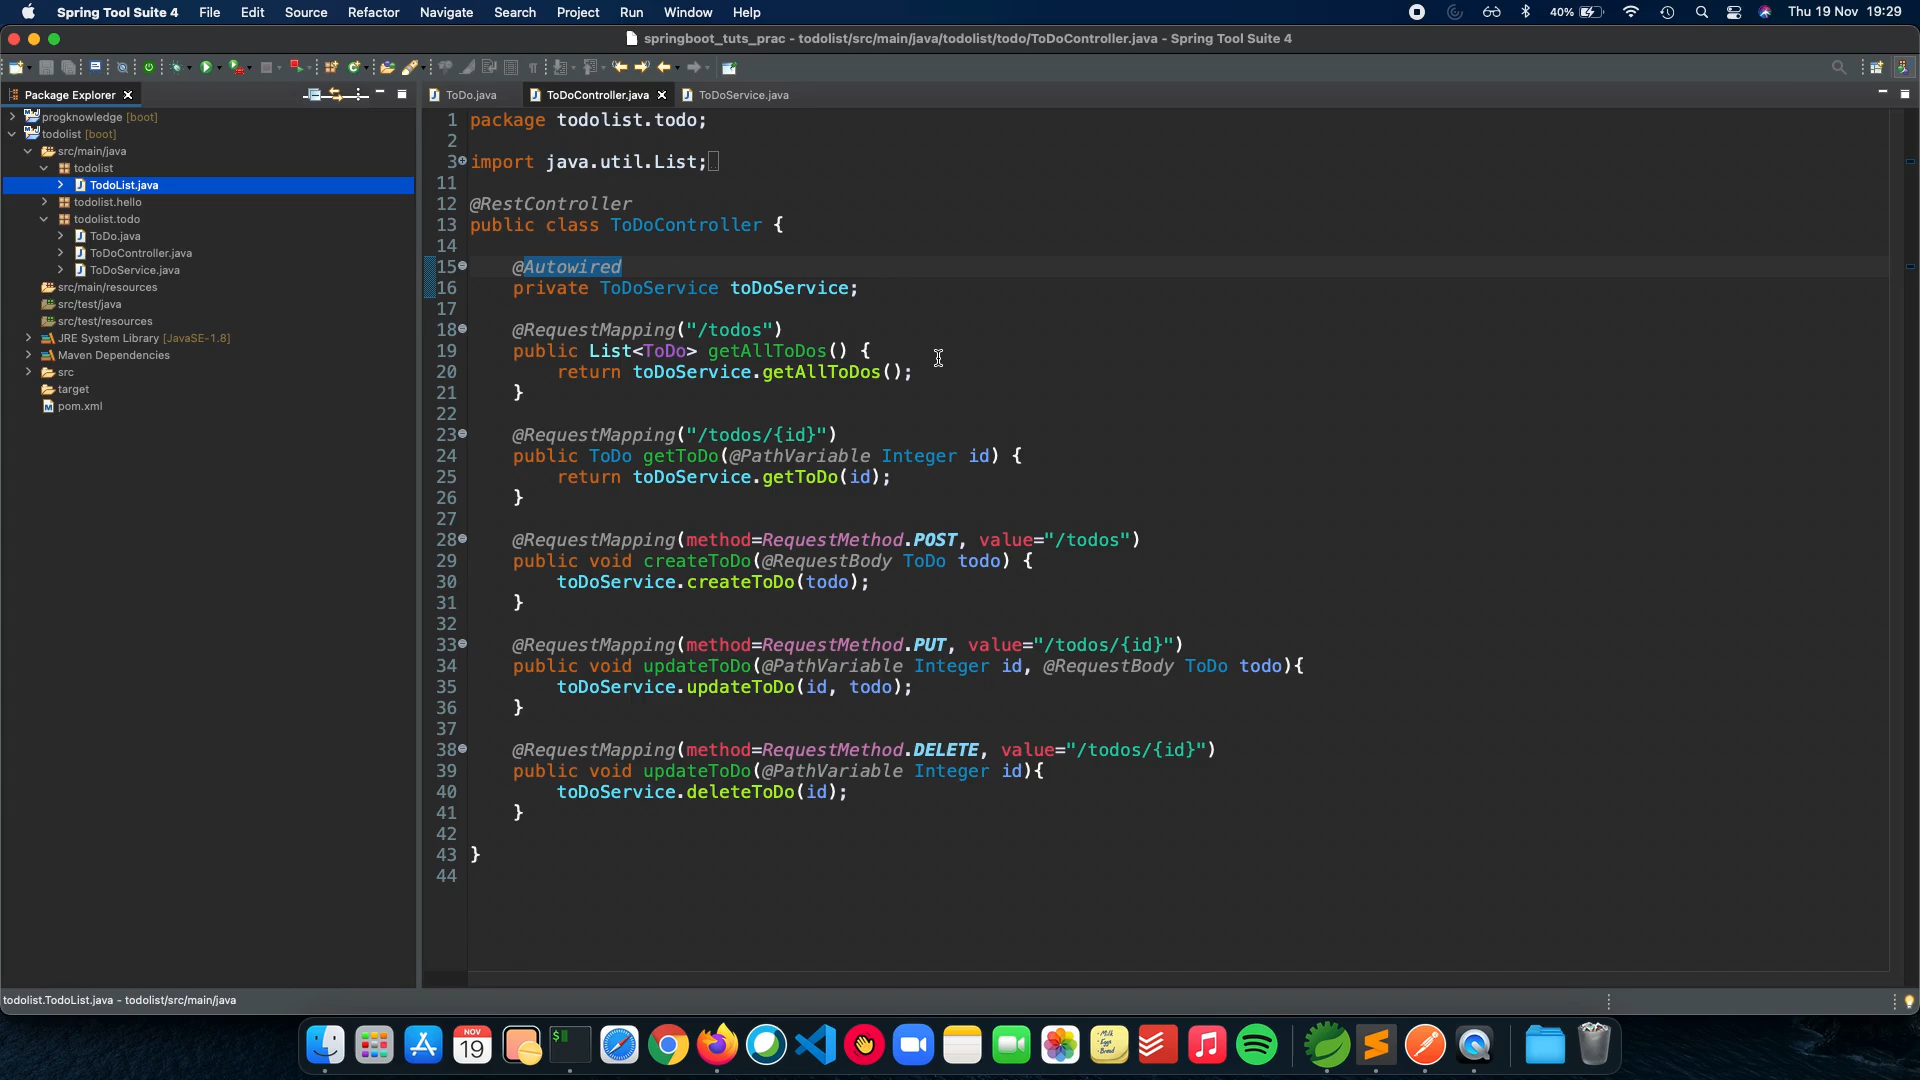 Spring Tool Suite 4 File Edit Source Refactor Navigate Search Project Run Window Help 40% Thu 19 Nov 19:29
springboot_tuts_prac - todolist/src/main/java/todolist/todo/ToDoController.java - Spring Tool Suite 4
Package Explorer
progknowledge [boot]
todolist [boot]
src/main/java
todolist
TodoList.java
todolist.hello
todolist.todo
ToDo.java
ToDoController.java
ToDoService.java
src/main/resources
src/test/java
src/test/resources
JRE System Library [JavaSE-1.8]
Maven Dependencies
src
target
pom.xml
ToDo.java ToDoController.java ToDoService.java
1 package todolist.todo;
2
3 import java.util.List;
11
12 @RestController
13 public class ToDoController {
14
15 @Autowired
16 private ToDoService toDoService;
17
18 @RequestMapping("/todos")
19 public List<ToDo> getAllToDos() {
20 return toDoService.getAllToDos();
21 }
22
23 @RequestMapping("/todos/{id}")
24 public ToDo getToDo(@PathVariable Integer id) {
25 return toDoService.getToDo(id);
26 }
27
28 @RequestMapping(method=RequestMethod.POST, value="/todos")
29 public void createToDo(@RequestBody ToDo todo) {
30 toDoService.createToDo(todo);
31 }
32
33 @RequestMapping(method=RequestMethod.PUT, value="/todos/{id}")
34 public void updateToDo(@PathVariable Integer id, @RequestBody ToDo todo){
35 toDoService.updateToDo(id, todo);
36 }
37
38 @RequestMapping(method=RequestMethod.DELETE, value="/todos/{id}")
39 public void updateToDo(@PathVariable Integer id){
40 toDoService.deleteToDo(id);
41 }
42
43 }
44
todolist.TodoList.java - todolist/src/main/java
NOV
19
$
Milk
Eggs
Bread